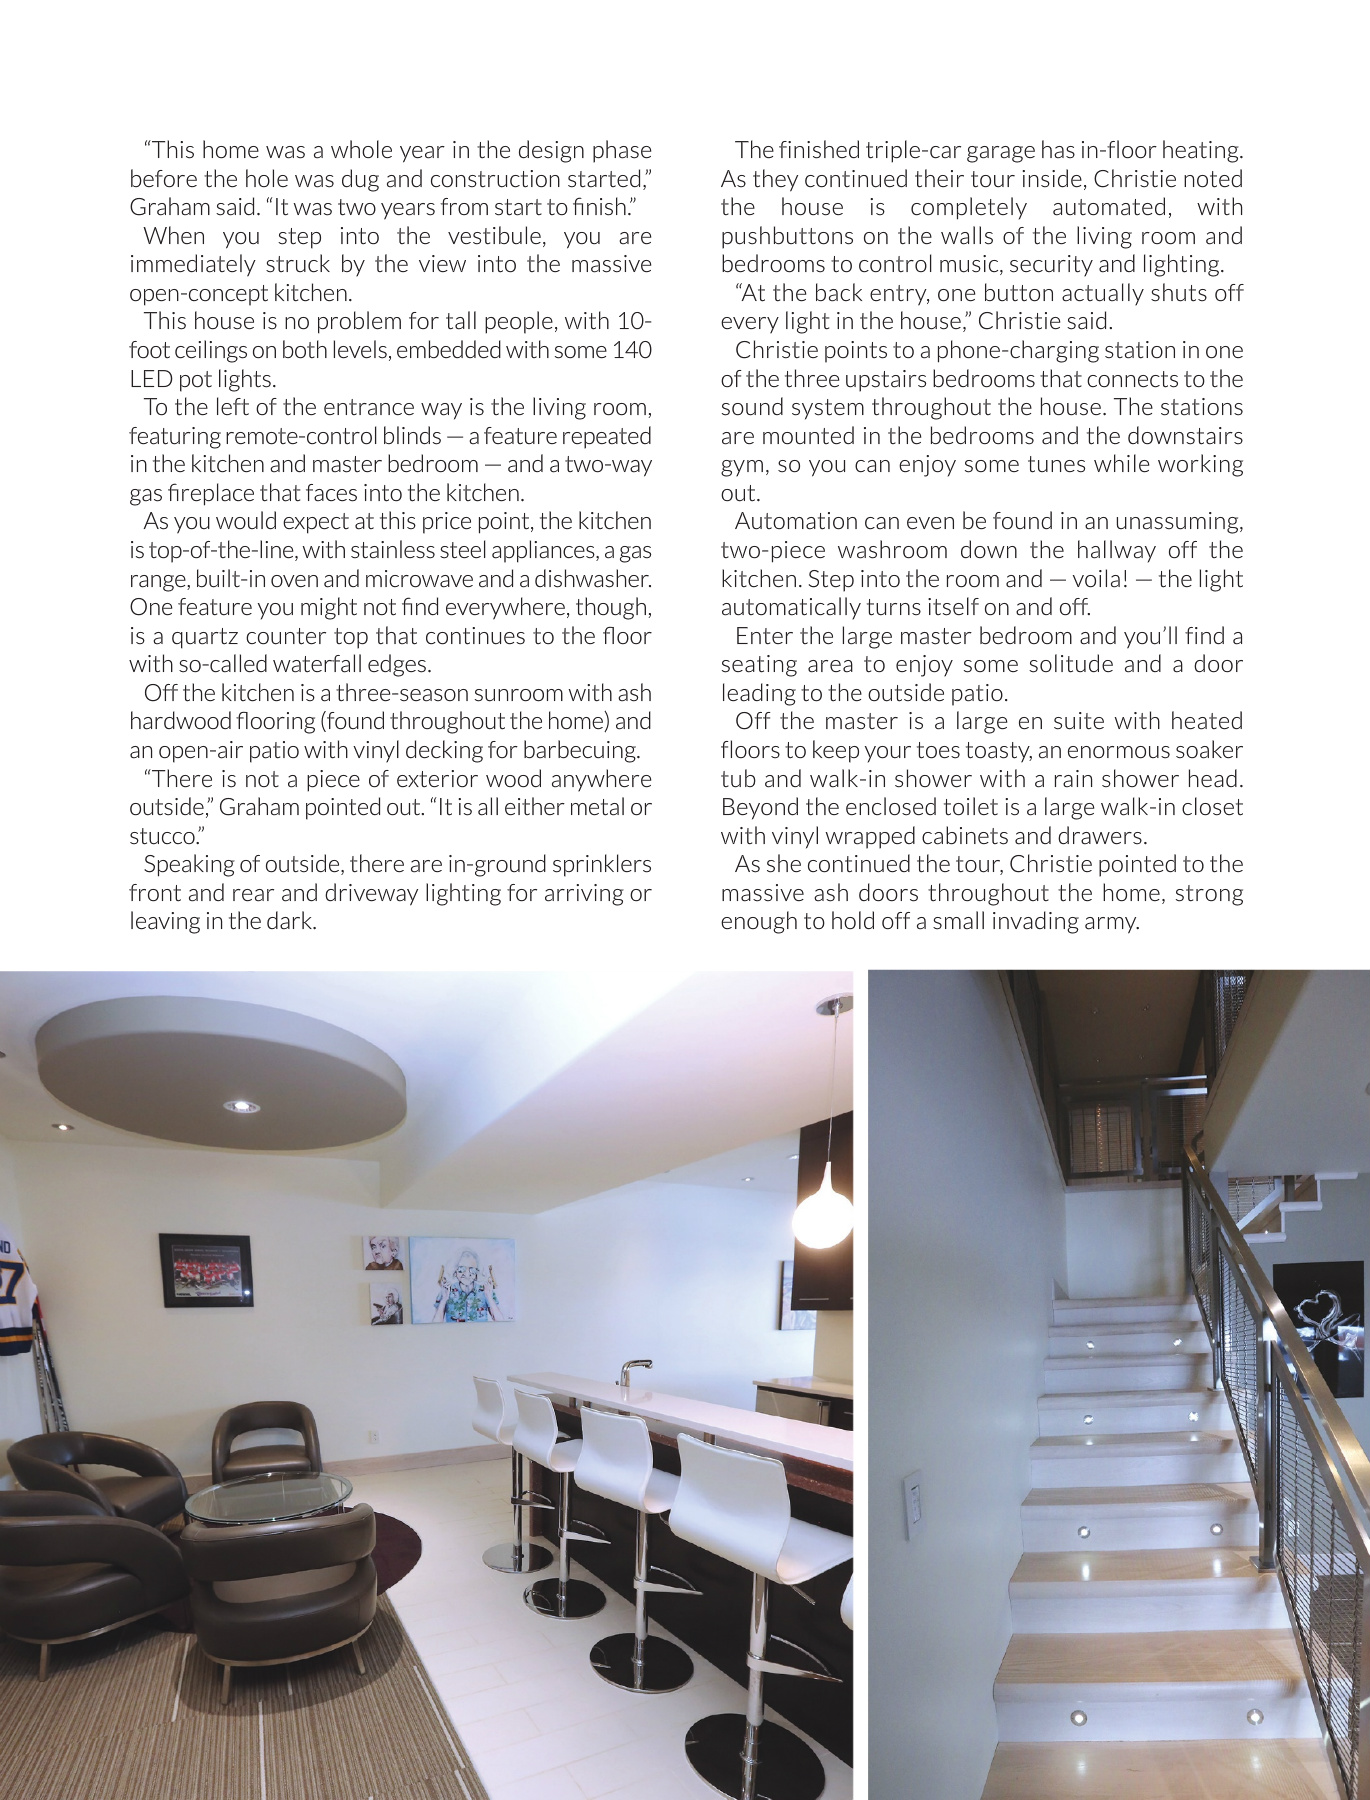 “This home was a whole year in the design phase
before the hole was dug and construction started,”
Graham said. “It was two years from start to finish.”
When you step into the vestibule, you are
immediately struck by the view into the massive
open-concept kitchen.
This house is no problem for tall people, with 10-
foot ceilings on both levels, embedded with some 140
LED pot lights.
To the left of the entrance way is the living room,
featuring remote-control blinds — a feature repeated
in the kitchen and master bedroom — and a two-way
gas fireplace that faces into the kitchen.
As you would expect at this price point, the kitchen
is top-of-the-line, with stainless steel appliances, a gas
range, built-in oven and microwave and a dishwasher.
One feature you might not find everywhere, though,
is a quartz counter top that continues to the floor
with so-called waterfall edges.
Off the kitchen is a three-season sunroom with ash
hardwood flooring (found throughout the home) and
an open-air patio with vinyl decking for barbecuing.
“There is not a piece of exterior wood anywhere
outside,” Graham pointed out. “It is all either metal or
stucco.”
Speaking of outside, there are in-ground sprinklers
front and rear and driveway lighting for arriving or
leaving in the dark.
The finished triple-car garage has in-floor heating.
As they continued their tour inside, Christie noted
the house is completely automated, with
pushbuttons on the walls of the living room and
bedrooms to control music, security and lighting.
“At the back entry, one button actually shuts off
every light in the house,” Christie said.
Christie points to a phone-charging station in one
of the three upstairs bedrooms that connects to the
sound system throughout the house. The stations
are mounted in the bedrooms and the downstairs
gym, so you can enjoy some tunes while working
out.
Automation can even be found in an unassuming,
two-piece washroom down the hallway off the
kitchen. Step into the room and — voila! — the light
automatically turns itself on and off.
Enter the large master bedroom and you’ll find a
seating area to enjoy some solitude and a door
leading to the outside patio.
Off the master is a large en suite with heated
floors to keep your toes toasty, an enormous soaker
tub and walk-in shower with a rain shower head.
Beyond the enclosed toilet is a large walk-in closet
with vinyl wrapped cabinets and drawers.
As she continued the tour, Christie pointed to the
massive ash doors throughout the home, strong
enough to hold off a small invading army.
ND
7